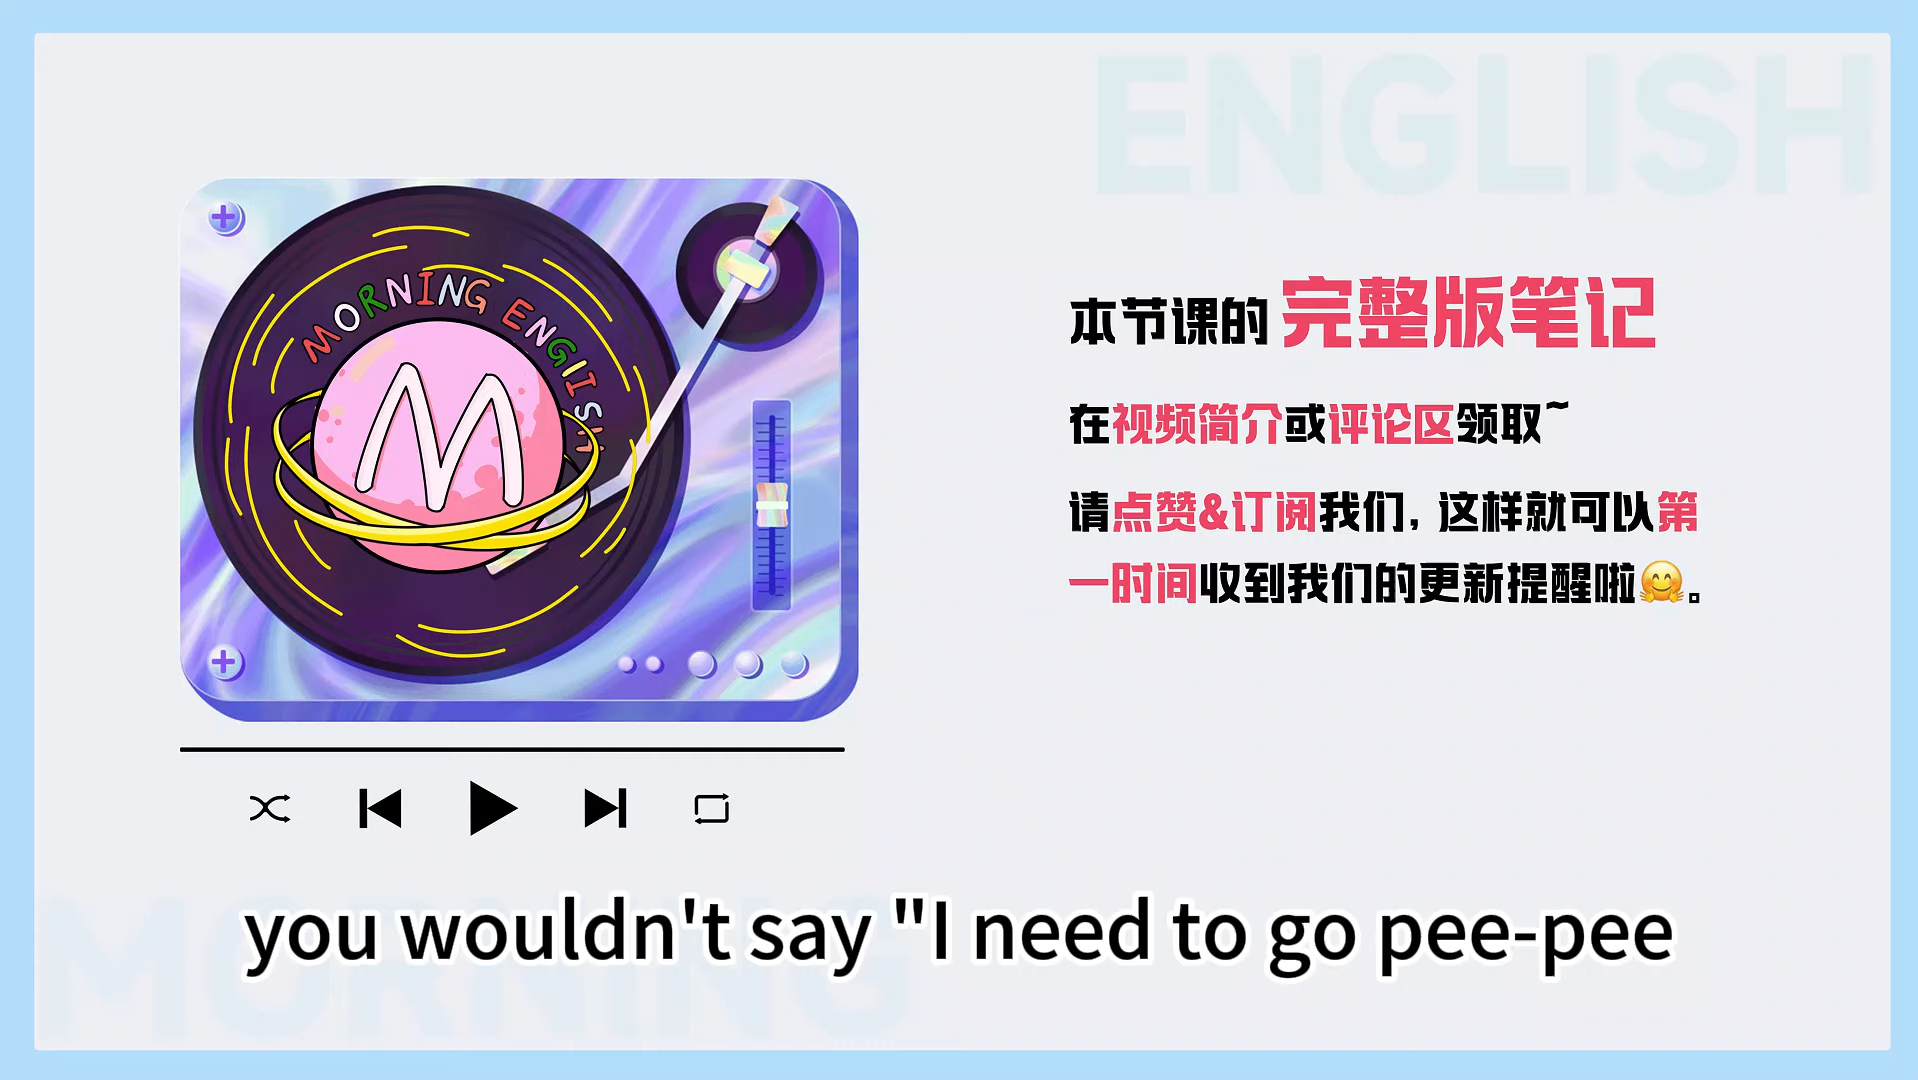 ENGLISH
MORNING ENGlISH
M
本节课的 完整版笔记
在视频简介或评论区领取~
请点赞&订阅我们, 这样就可以第
一时间收到我们的更新提醒啦🤗。
MORNING
you wouldn't say "I need to go pee-pee